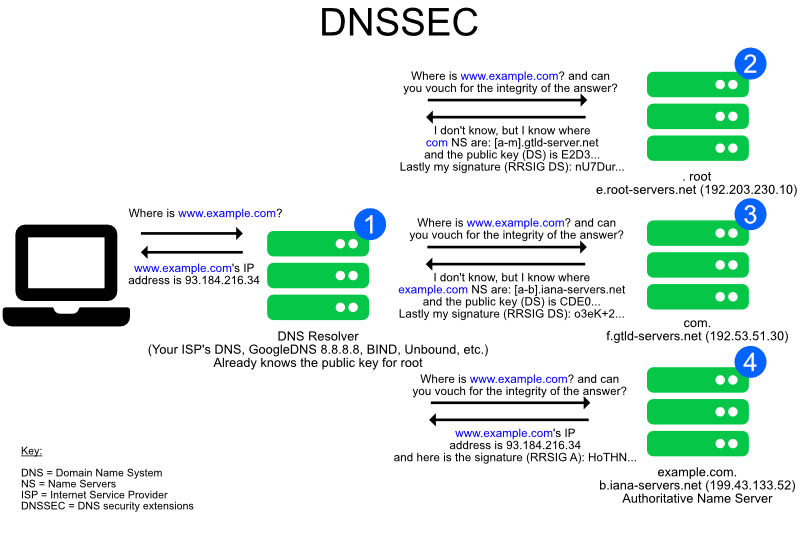 DNSSEC
2
Where is www.example.com? and can
you vouch for the integrity of the answer?
I don't know, but I know where
com NS are: [a-m].gtld-server.net
and the public key (DS) is E2D3...
Lastly my signature (RRSIG DS): nU7Dur...
. root
e.root-servers.net (192.203.230.10)
Where is www.example.com?
1
www.example.com's IP
address is 93.184.216.34
DNS Resolver
(Your ISP's DNS, GoogleDNS 8.8.8.8, BIND, Unbound, etc.)
Already knows the public key for root
3
Where is www.example.com? and can
you vouch for the integrity of the answer?
I don't know, but I know where
example.com NS are: [a-b].iana-servers.net
and the public key (DS) is CDE0...
Lastly my signature (RRSIG DS): o3eK+2...
com.
f.gtld-servers.net (192.53.51.30)
4
Where is www.example.com? and can
you vouch for the integrity of the answer?
www.example.com's IP
address is 93.184.216.34
and here is the signature (RRSIG A): HoTHN...
example.com.
b.iana-servers.net (199.43.133.52)
Authoritative Name Server
Key:
DNS = Domain Name System
NS = Name Servers
ISP = Internet Service Provider
DNSSEC = DNS security extensions